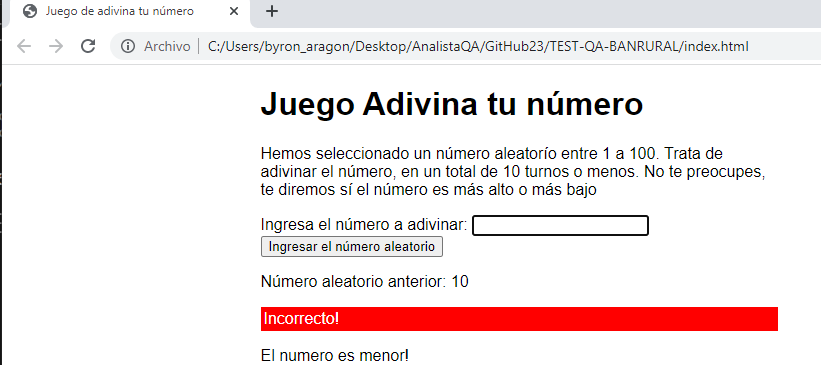 Juego de adivina tu número
Archivo C:/Users/byron_aragon/Desktop/AnalistaQA/GitHub23/TEST-QA-BANRURAL/index.html
Juego Adivina tu número
Hemos seleccionado un número aleatorío entre 1 a 100. Trata de
adivinar el número, en un total de 10 turnos o menos. No te preocupes,
te diremos sí el número es más alto o más bajo
Ingresa el número a adivinar:
Ingresar el número aleatorio
Número aleatorio anterior: 10
Incorrecto!
El numero es menor!